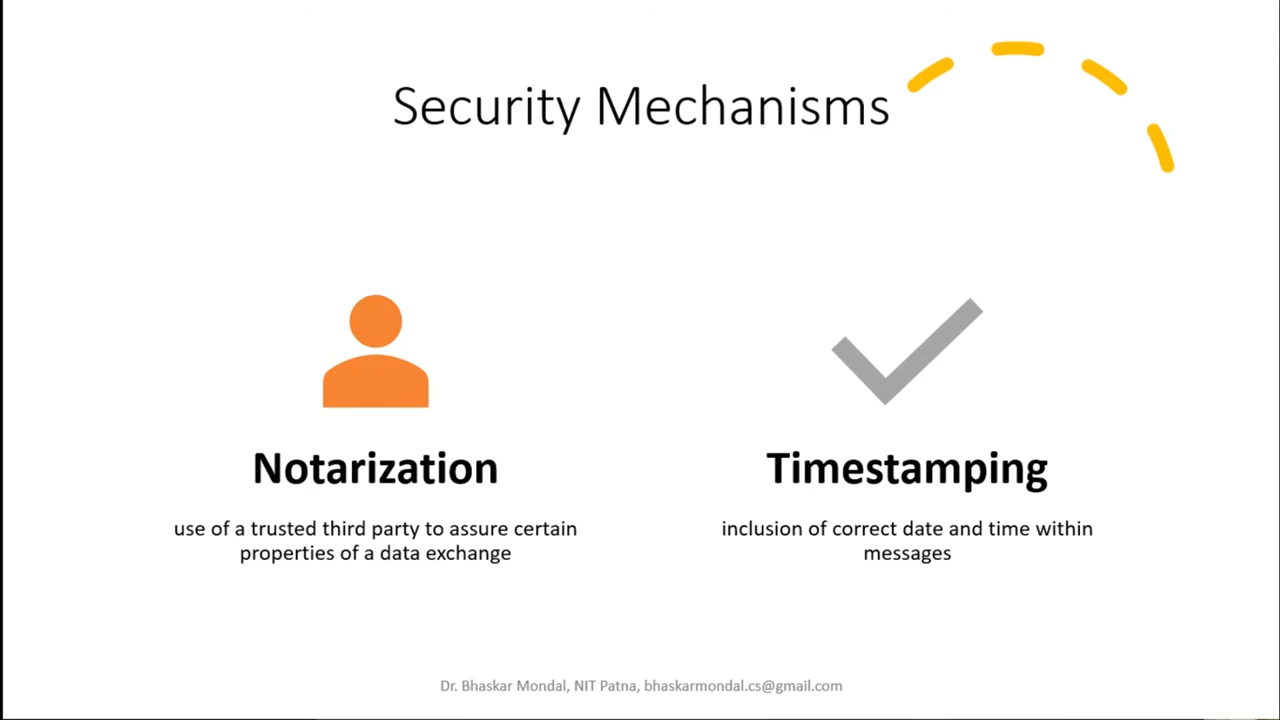 Security Mechanisms
Notarization
use of a trusted third party to assure certain
properties of a data exchange
Timestamping
inclusion of correct date and time within
messages
Dr. Bhaskar Mondal, NIT Patna, bhaskarmondal.cs@gmail.com